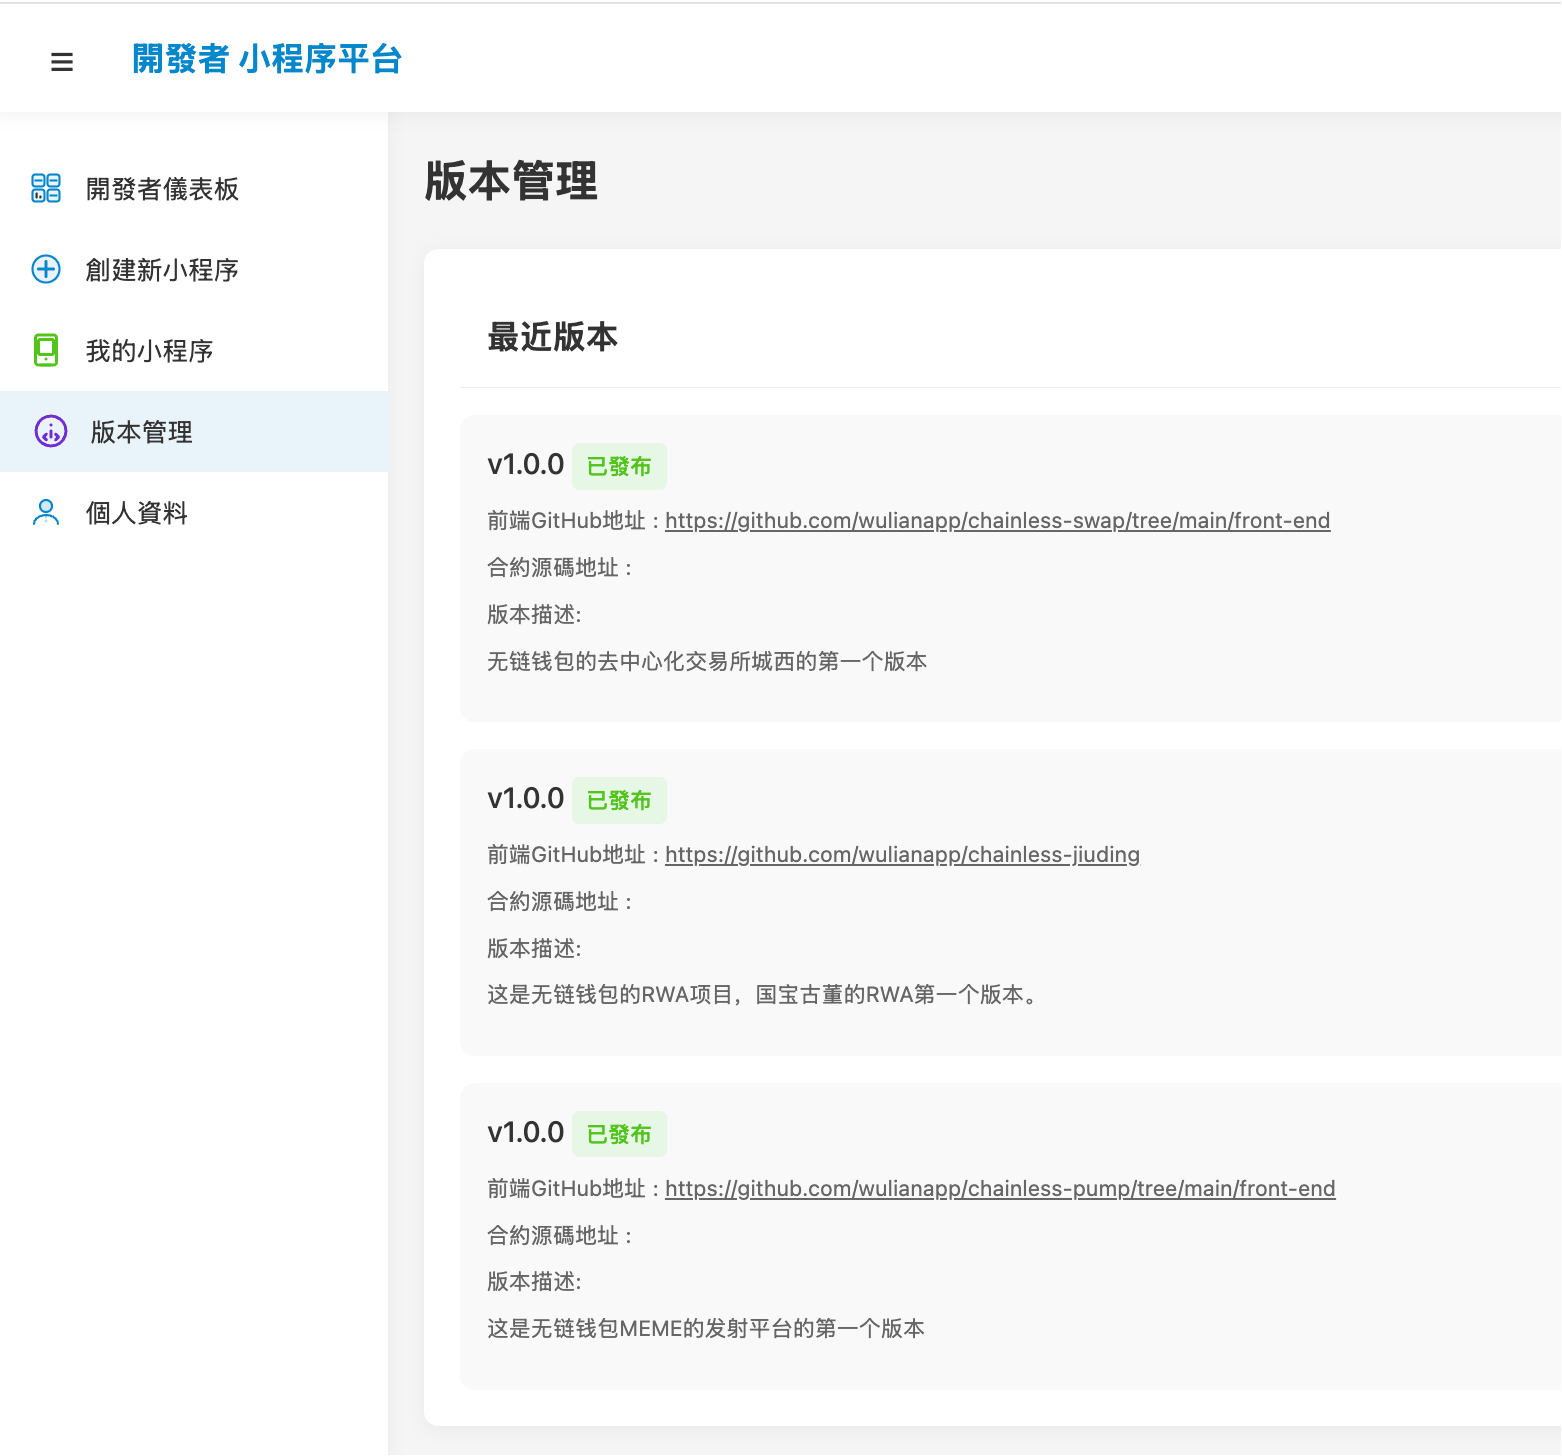 開發者 小程序平台
開發者儀表板
創建新小程序
我的小程序
版本管理
個人資料
版本管理
最近版本
v1.0.0 已發布
前端GitHub地址 : https://github.com/wulianapp/chainless-swap/tree/main/front-end
合約源碼地址 :
版本描述:
无链钱包的去中心化交易所城西的第一个版本
v1.0.0 已發布
前端GitHub地址 : https://github.com/wulianapp/chainless-jiuding
合約源碼地址 :
版本描述:
这是无链钱包的RWA项目，国宝古董的RWA第一个版本。
v1.0.0 已發布
前端GitHub地址 : https://github.com/wulianapp/chainless-pump/tree/main/front-end
合約源碼地址 :
版本描述:
这是无链钱包MEME的发射平台的第一个版本